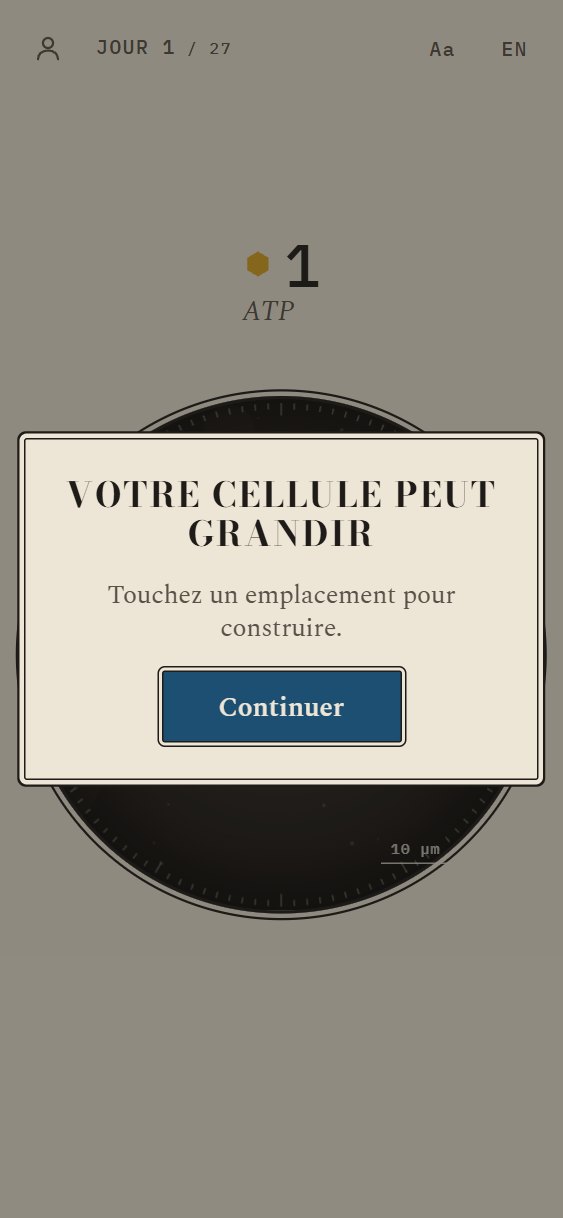 JOUR 1 / 27
Aa
EN
1
ATP
VOTRE CELLULE PEUT
GRANDIR
Touchez un emplacement pour
construire.
Continuer
10 µm